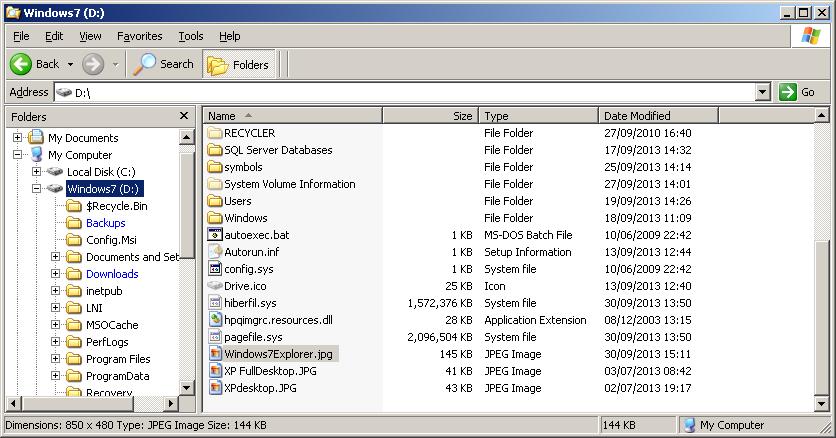 Windows7 (D:)
File Edit View Favorites Tools Help
Back Search Folders
Address D:\ Go
Folders
My Documents
My Computer
Local Disk (C:)
Windows7 (D:)
$Recycle.Bin
Backups
Config.Msi
Documents and Set
Downloads
inetpub
LNI
MSOCache
PerfLogs
Program Files
ProgramData
Recovery
Name Size Type Date Modified
RECYCLER File Folder 27/09/2010 16:40
SQL Server Databases File Folder 17/09/2013 14:32
symbols File Folder 25/09/2013 14:14
System Volume Information File Folder 27/09/2013 14:01
Users File Folder 19/09/2013 14:26
Windows File Folder 18/09/2013 11:09
autoexec.bat 1 KB MS-DOS Batch File 10/06/2009 22:42
Autorun.inf 1 KB Setup Information 13/09/2013 12:44
config.sys 1 KB System file 10/06/2009 22:42
Drive.ico 25 KB Icon 13/09/2013 12:40
hiberfil.sys 1,572,376 KB System file 30/09/2013 13:50
hpqimgrc.resources.dll 28 KB Application Extension 08/12/2003 13:15
pagefile.sys 2,096,504 KB System file 30/09/2013 13:50
Windows7Explorer.jpg 145 KB JPEG Image 30/09/2013 15:11
XP FullDesktop.JPG 41 KB JPEG Image 03/07/2013 08:42
XPdesktop.JPG 43 KB JPEG Image 02/07/2013 19:17
Dimensions: 850 x 480 Type: JPEG Image Size: 144 KB 144 KB My Computer